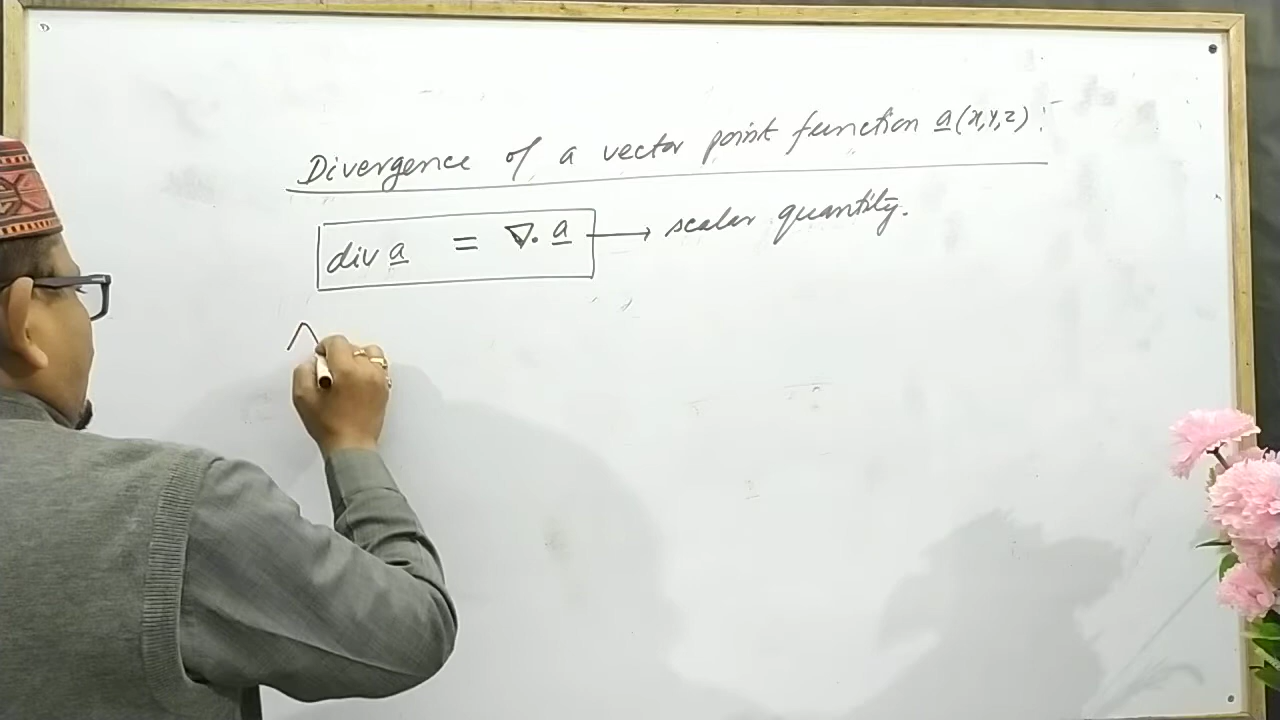 Divergence of a vector point function a(x,y,z):-
div a = ∇. a → scalar quantity.